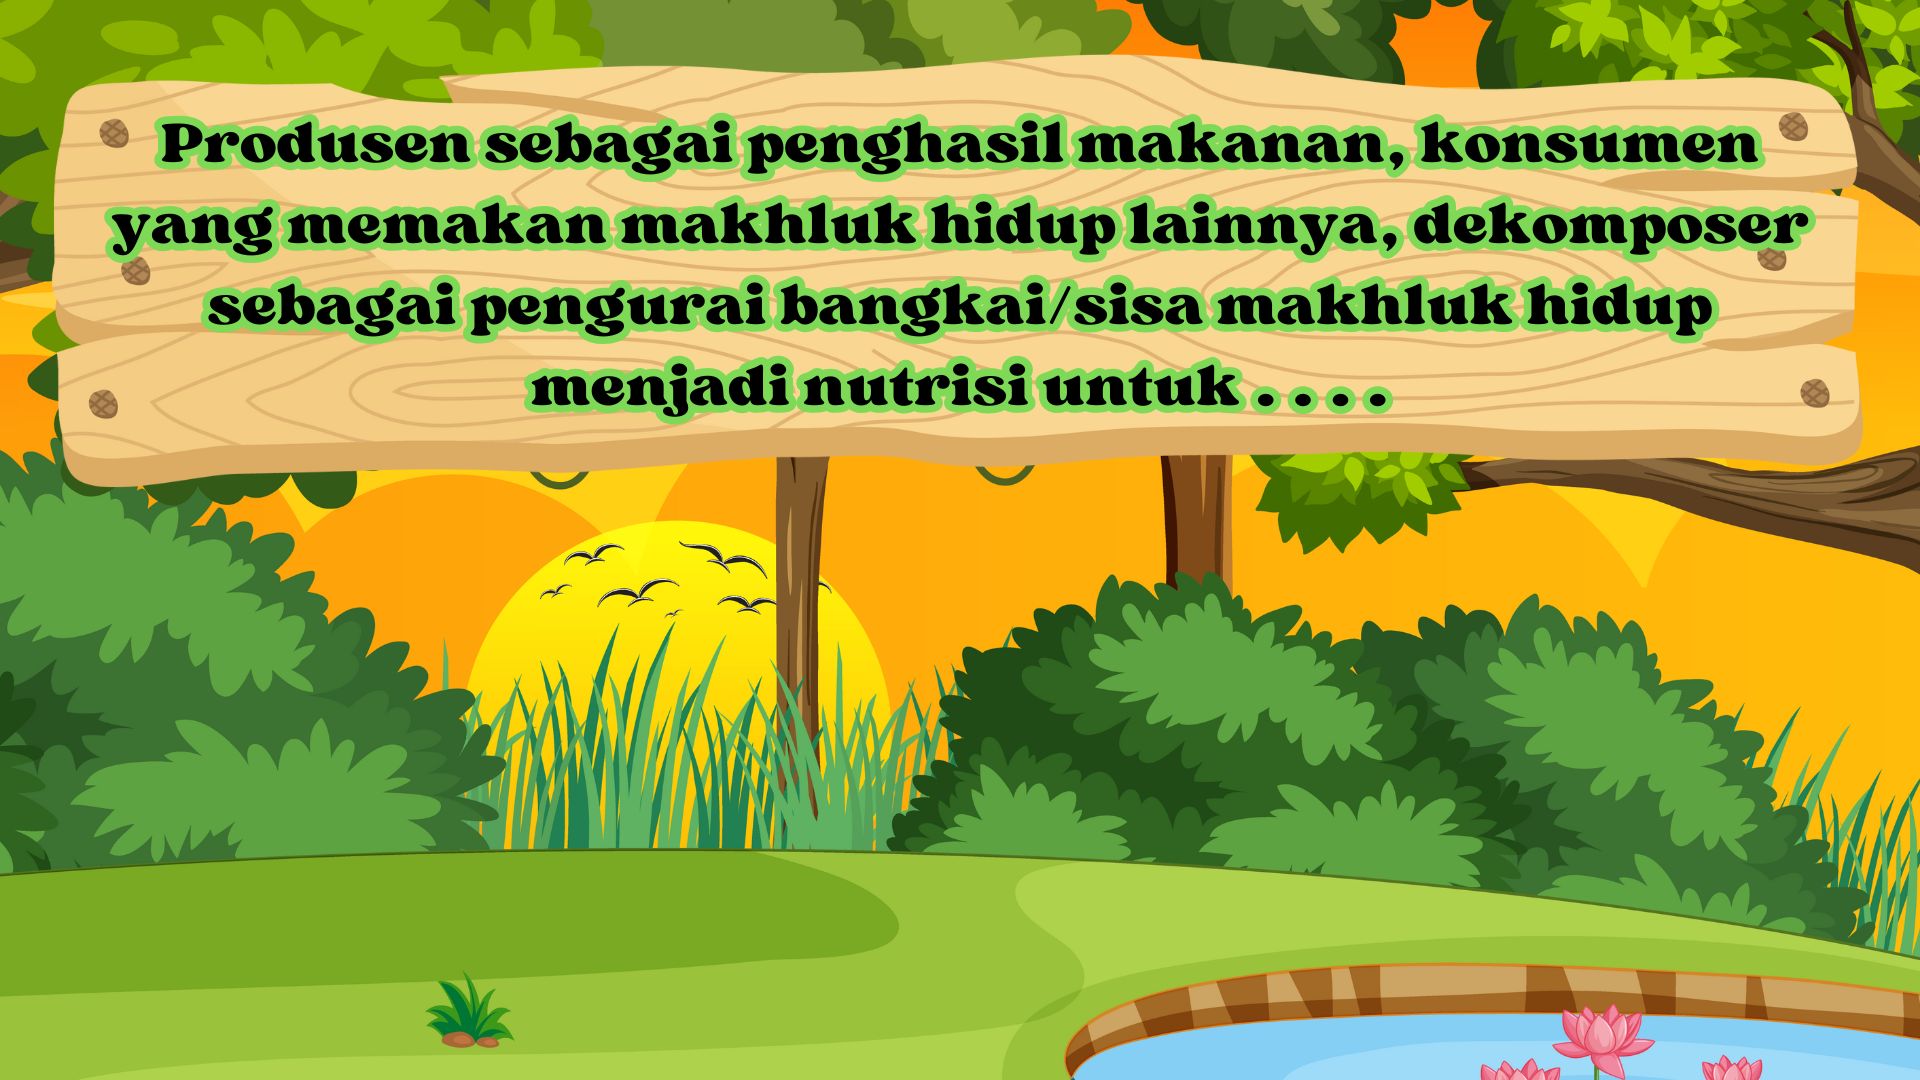 Produsen sebagai penghasil makanan, konsumen
yang memakan makhluk hidup lainnya, dekomposer
sebagai pengurai bangkai/sisa makhluk hidup
menjadi nutrisi untuk . . . .